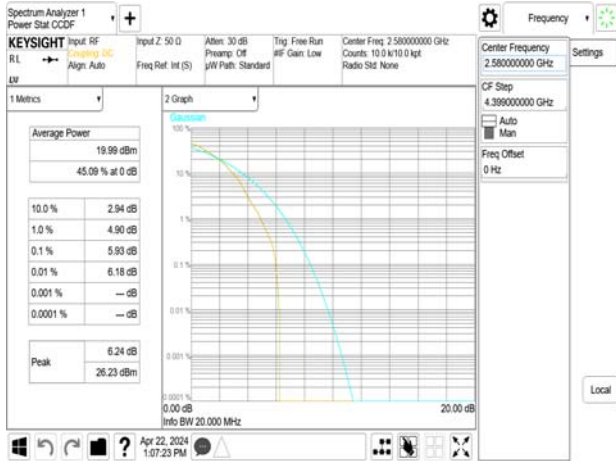 Spectrum Analyzer 1
Power Stat CCDF
Frequency
KEYSIGHT
Input: RF
Coupling: DC
Align: Auto
Input Z: 50 Ω
Freq Ref: Int (S)
Atten: 30 dB
Preamp: Off
µW Path: Standard
Trig: Free Run
#IF Gain: Low
Center Freq: 2.580000000 GHz
Counts: 10.0 k/10.0 kpt
Radio Std: None
RL
LXI
Center Frequency
2.580000000 GHz
Settings
CF Step
4.399000000 GHz
Auto
Man
Freq Offset
0 Hz
Local
1 Metrics
Average Power
19.99 dBm
45.09 % at 0 dB
10.0 % 2.94 dB
1.0 % 4.90 dB
0.1 % 5.93 dB
0.01 % 6.18 dB
0.001 % --- dB
0.0001 % --- dB
Peak
6.24 dB
26.23 dBm
2 Graph
Gaussian
100 %
10 %
1 %
0.1 %
0.01 %
0.001 %
0.0001 %
0.00 dB
20.00 dB
Info BW 20.000 MHz
Apr 22, 2024
1:07:23 PM